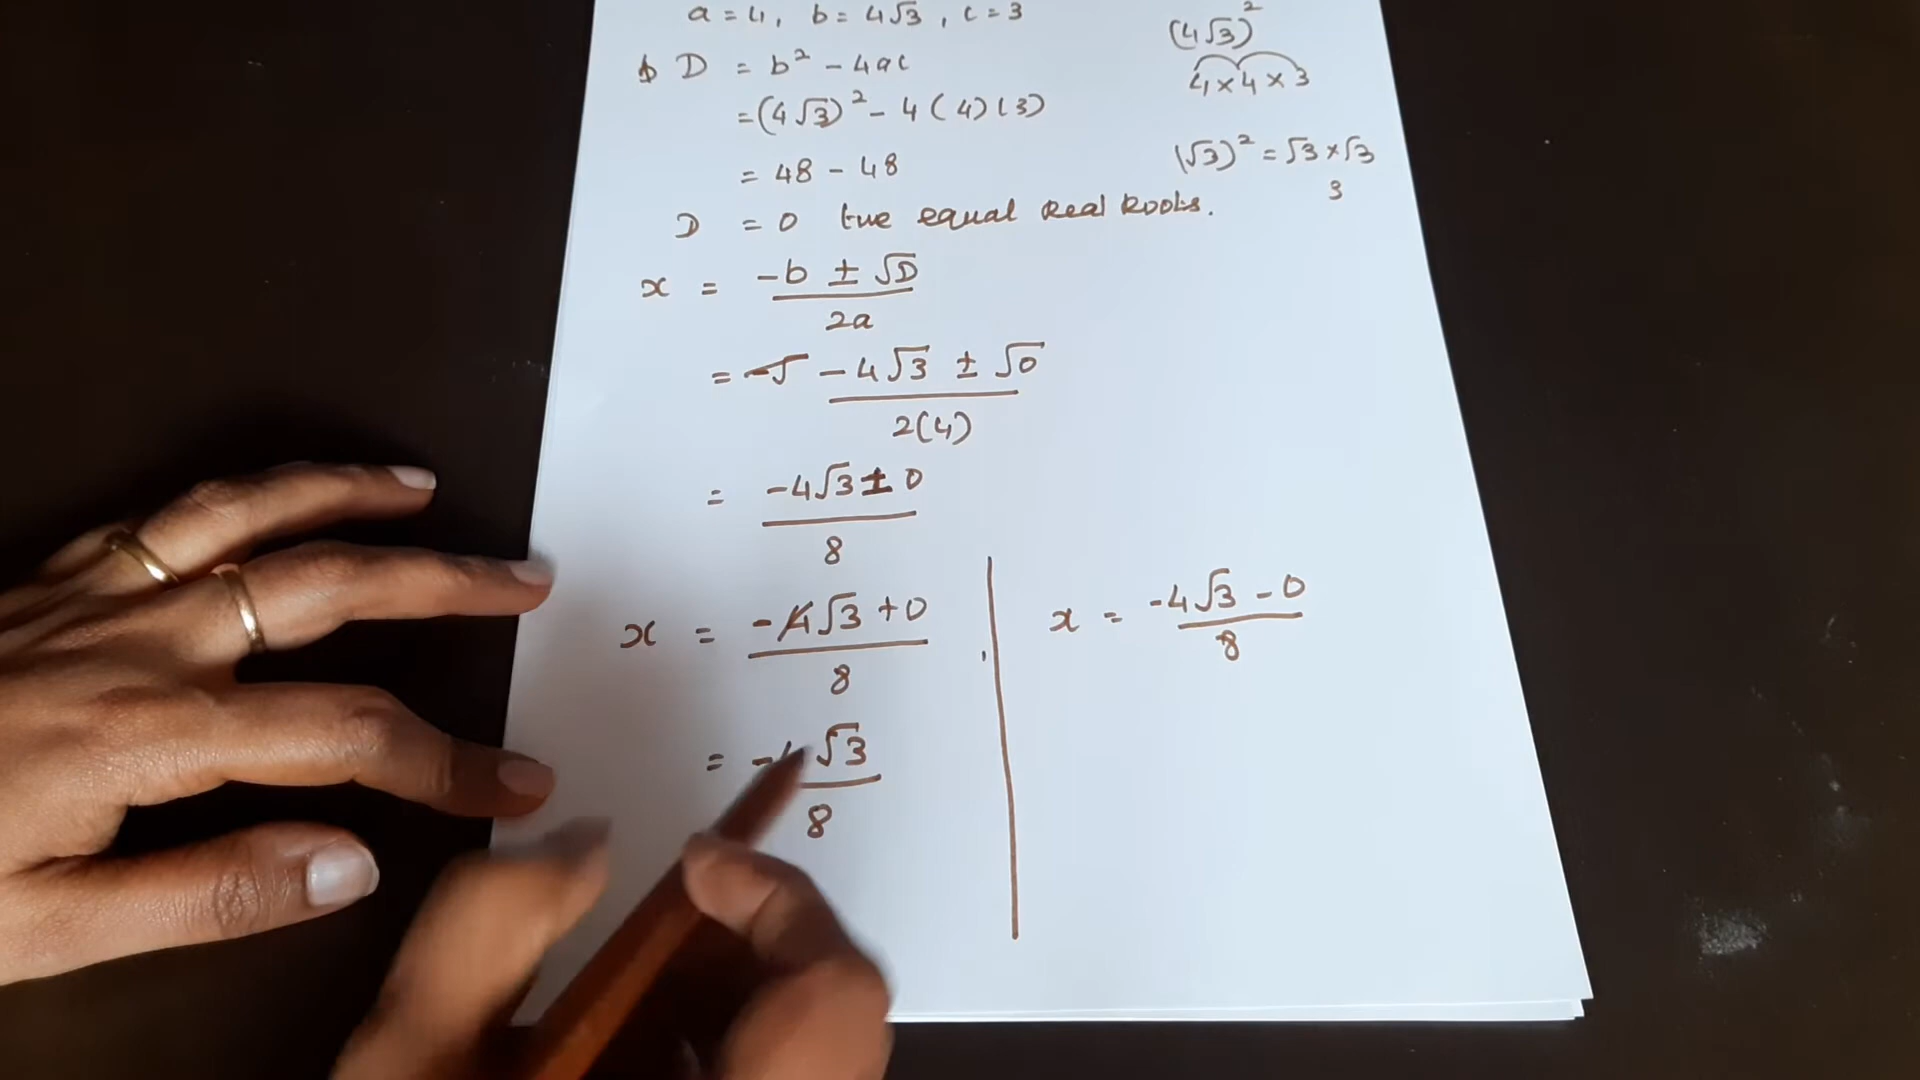 a = 4, b = 4√3, c = 3
D = b² - 4ac
= (4√3)² - 4(4)(3)
= 48 - 48
D = 0 two equal real roots.
x = (-b ± √D)/2a
= (-4√3 ± √0)/2(4)
= (-4√3 ± 0)/8
x = (-4√3 + 0)/8
= -4√3/8
x = (-4√3 - 0)/8
(4√3)²
4 × 4 × 3
(√3)² = √3 × √3
3